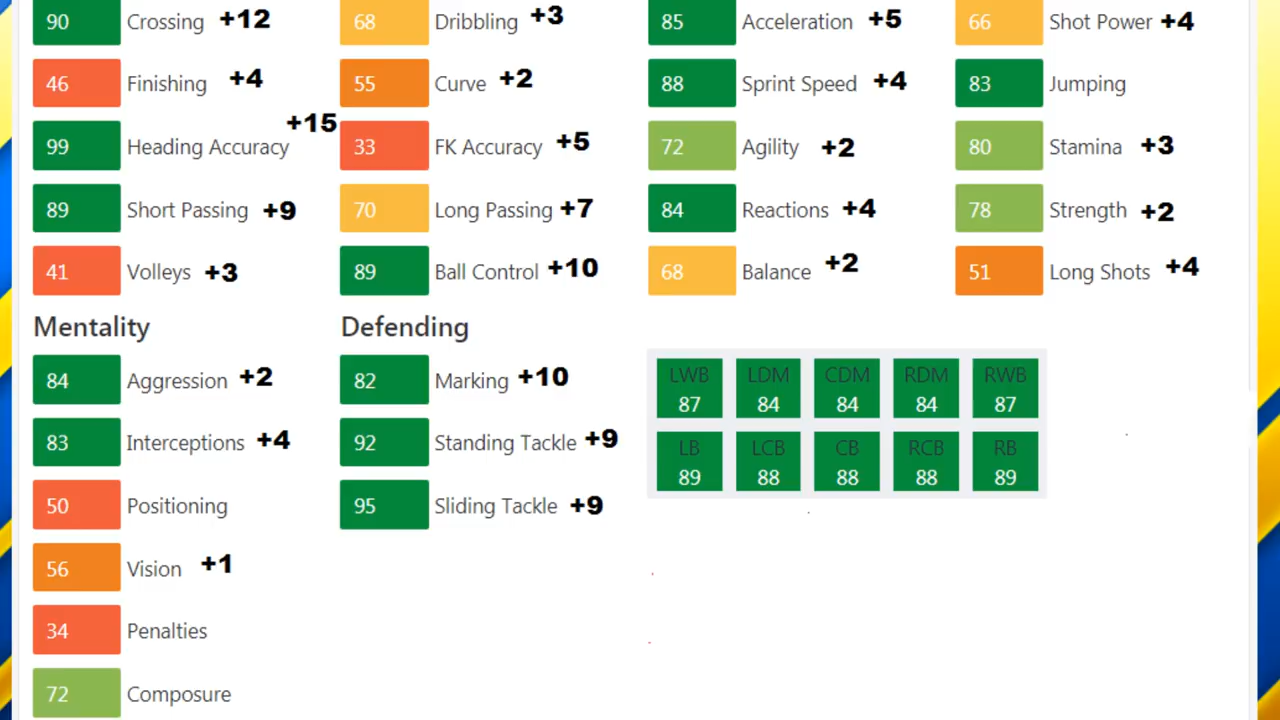 90 Crossing +12 68 Dribbling +3 85 Acceleration +5 66 Shot Power +4
46 Finishing +4 55 Curve +2 88 Sprint Speed +4 83 Jumping
99 Heading Accuracy +15 33 FK Accuracy +5 72 Agility +2 80 Stamina +3
89 Short Passing +9 70 Long Passing +7 84 Reactions +4 78 Strength +2
41 Volleys +3 89 Ball Control +10 68 Balance +2 51 Long Shots +4
Mentality Defending
84 Aggression +2 82 Marking +10
83 Interceptions +4 92 Standing Tackle +9
50 Positioning 95 Sliding Tackle +9
56 Vision +1
34 Penalties
72 Composure
LWB LDM CDM RDM RWB
87 84 84 84 87
LB LCB CB RCB RB
89 88 88 88 89